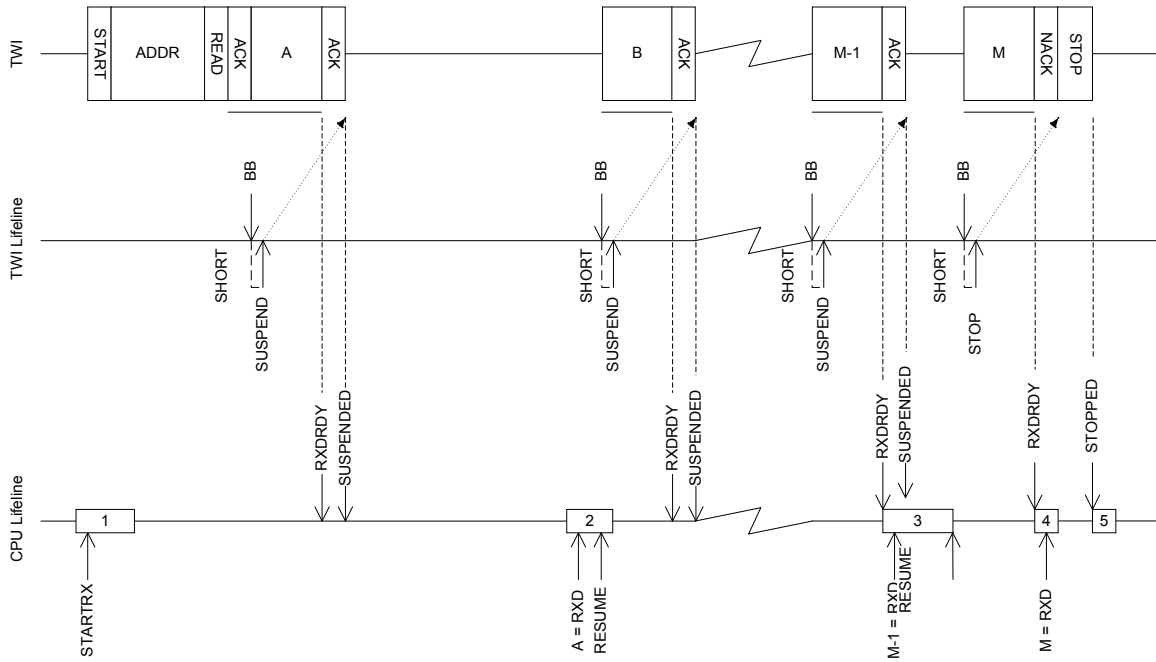 TWI
START
ADDR
READ
ACK
A
ACK
B
ACK
M-1
ACK
M
NACK
STOP
TWI Lifeline
BB
SHORT
SUSPEND
BB
SHORT
SUSPEND
BB
SHORT
SUSPEND
BB
SHORT
STOP
RXDRDY
SUSPENDED
RXDRDY
SUSPENDED
RXDRDY
SUSPENDED
RXDRDY
STOPPED
CPU Lifeline
1
2
3
4
5
STARTRX
A = RXD
RESUME
M-1 = RXD
RESUME
M = RXD